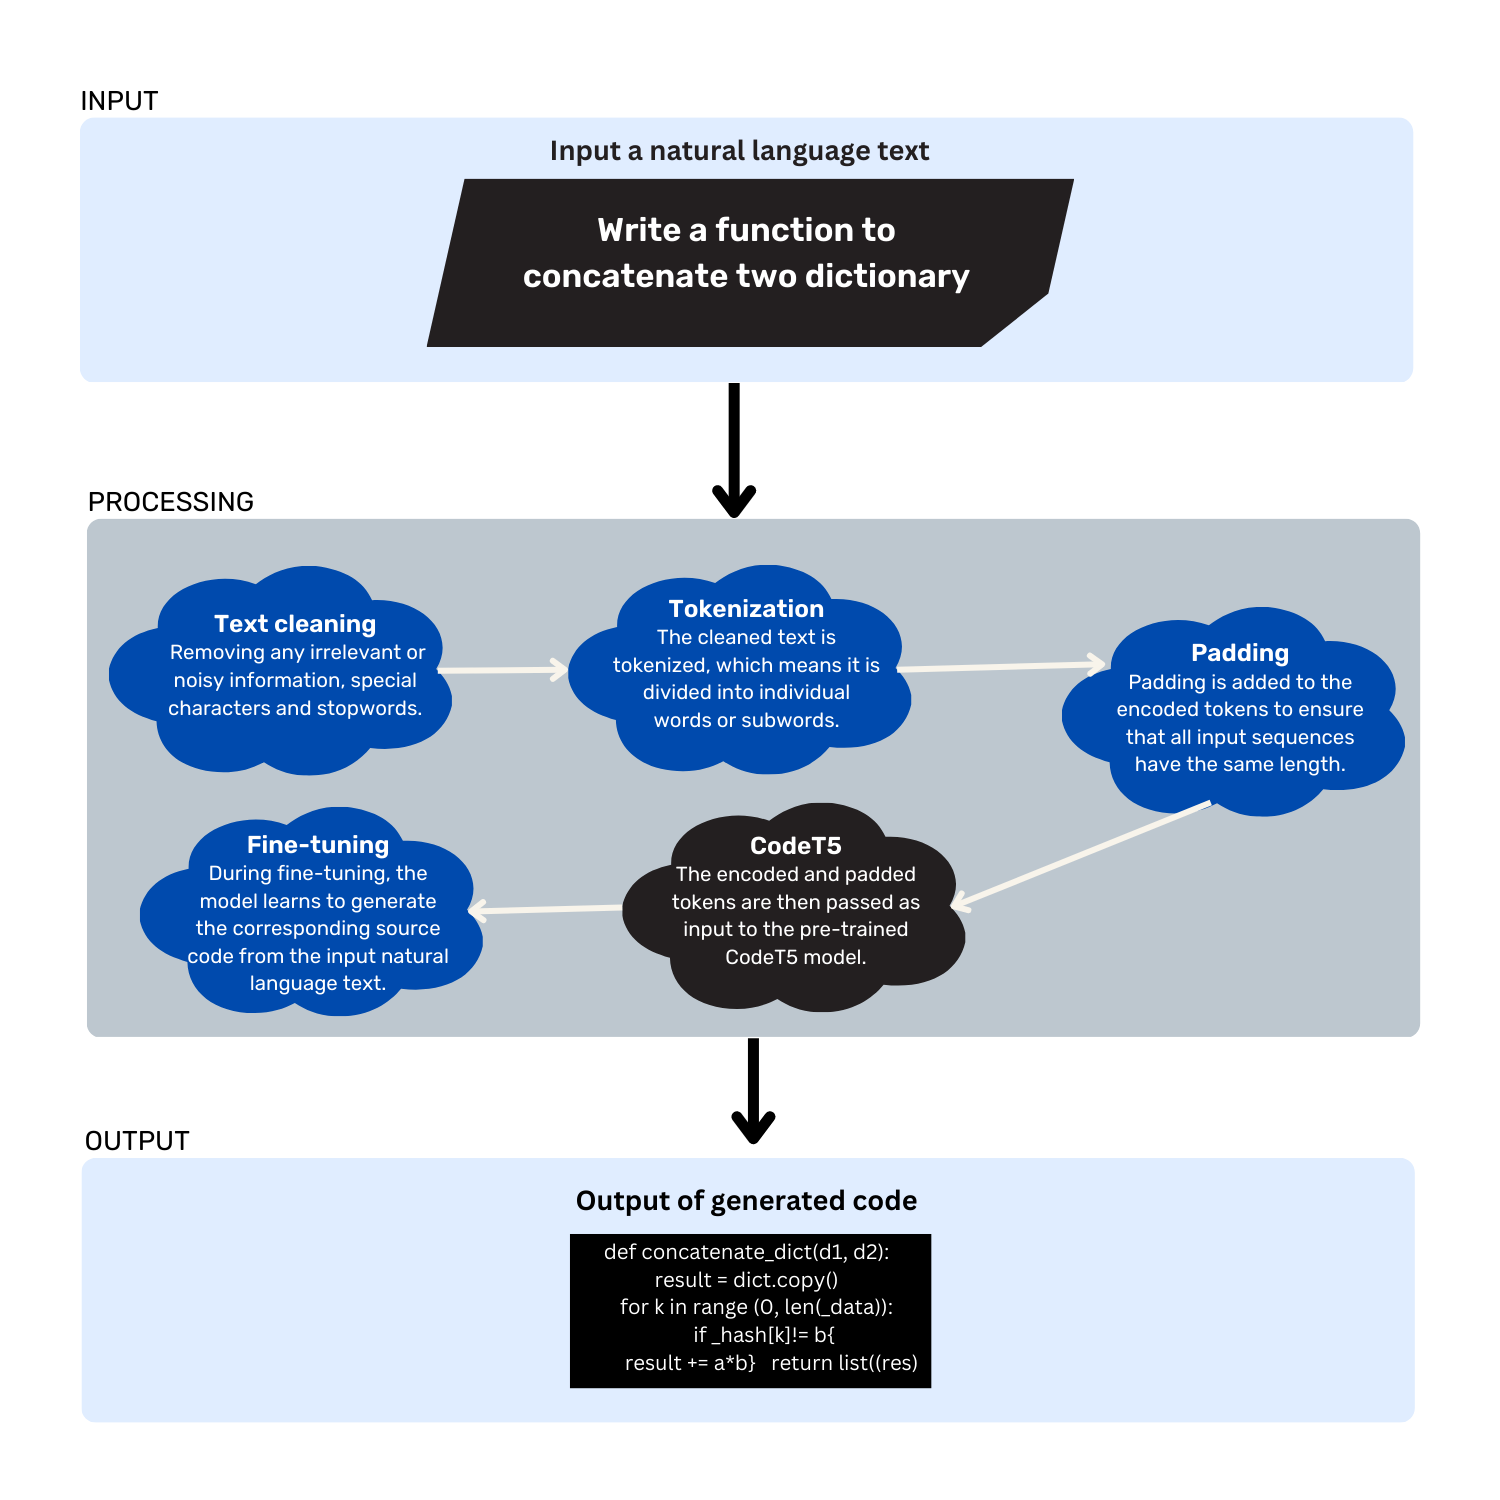 INPUT
Input a natural language text
Write a function to
concatenate two dictionary
PROCESSING
Text cleaning
Removing any irrelevant or
noisy information, special
characters and stopwords.
Tokenization
The cleaned text is
tokenized, which means it is
divided into individual
words or subwords.
Padding
Padding is added to the
encoded tokens to ensure
that all input sequences
have the same length.
CodeT5
The encoded and padded
tokens are then passed as
input to the pre-trained
CodeT5 model.
Fine-tuning
During fine-tuning, the
model learns to generate
the corresponding source
code from the input natural
language text.
OUTPUT
Output of generated code
def concatenate_dict(d1, d2):
result = dict.copy()
for k in range (0, len(_data)):
if _hash[k]!= b{
result += a*b} return list((res)